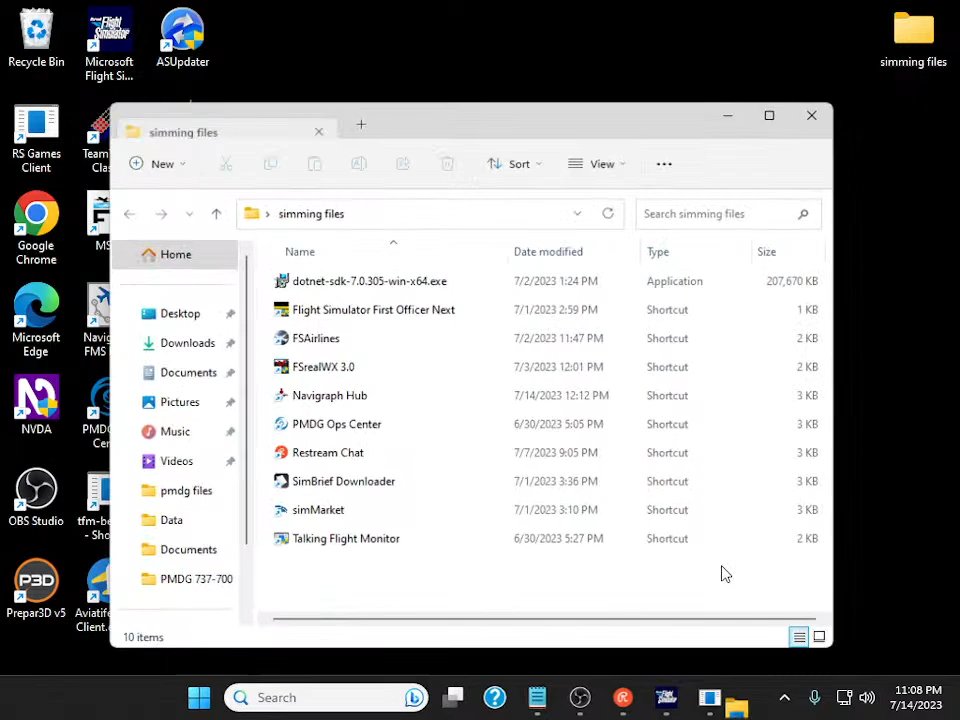 Recycle Bin
Microsoft
Flight Si...
ASUpdater
simming files
RS Games
Client
Team
Clas
Google
Chrome
MS
Microsoft
Edge
Navig
FMS
NVDA
PMDG
Cen
OBS Studio
tfm-be
- Sho
P3D
Prepar3D v5
Aviatife
Client.
simming files
New
Sort
View
simming files
Search simming files
Home
Desktop
Downloads
Documents
Pictures
Music
Videos
pmdg files
Data
Documents
PMDG 737-700
Name Date modified Type Size
dotnet-sdk-7.0.305-win-x64.exe 7/2/2023 1:24 PM Application 207,670 KB
Flight Simulator First Officer Next 7/1/2023 2:59 PM Shortcut 1 KB
FSAirlines 7/2/2023 11:47 PM Shortcut 2 KB
FSrealWX 3.0 7/3/2023 12:01 PM Shortcut 2 KB
Navigraph Hub 7/14/2023 12:12 PM Shortcut 3 KB
PMDG Ops Center 6/30/2023 5:05 PM Shortcut 3 KB
Restream Chat 7/7/2023 9:05 PM Shortcut 3 KB
SimBrief Downloader 7/1/2023 3:36 PM Shortcut 3 KB
simMarket 7/1/2023 3:10 PM Shortcut 3 KB
Talking Flight Monitor 6/30/2023 5:27 PM Shortcut 2 KB
10 items
Search
11:08 PM
7/14/2023